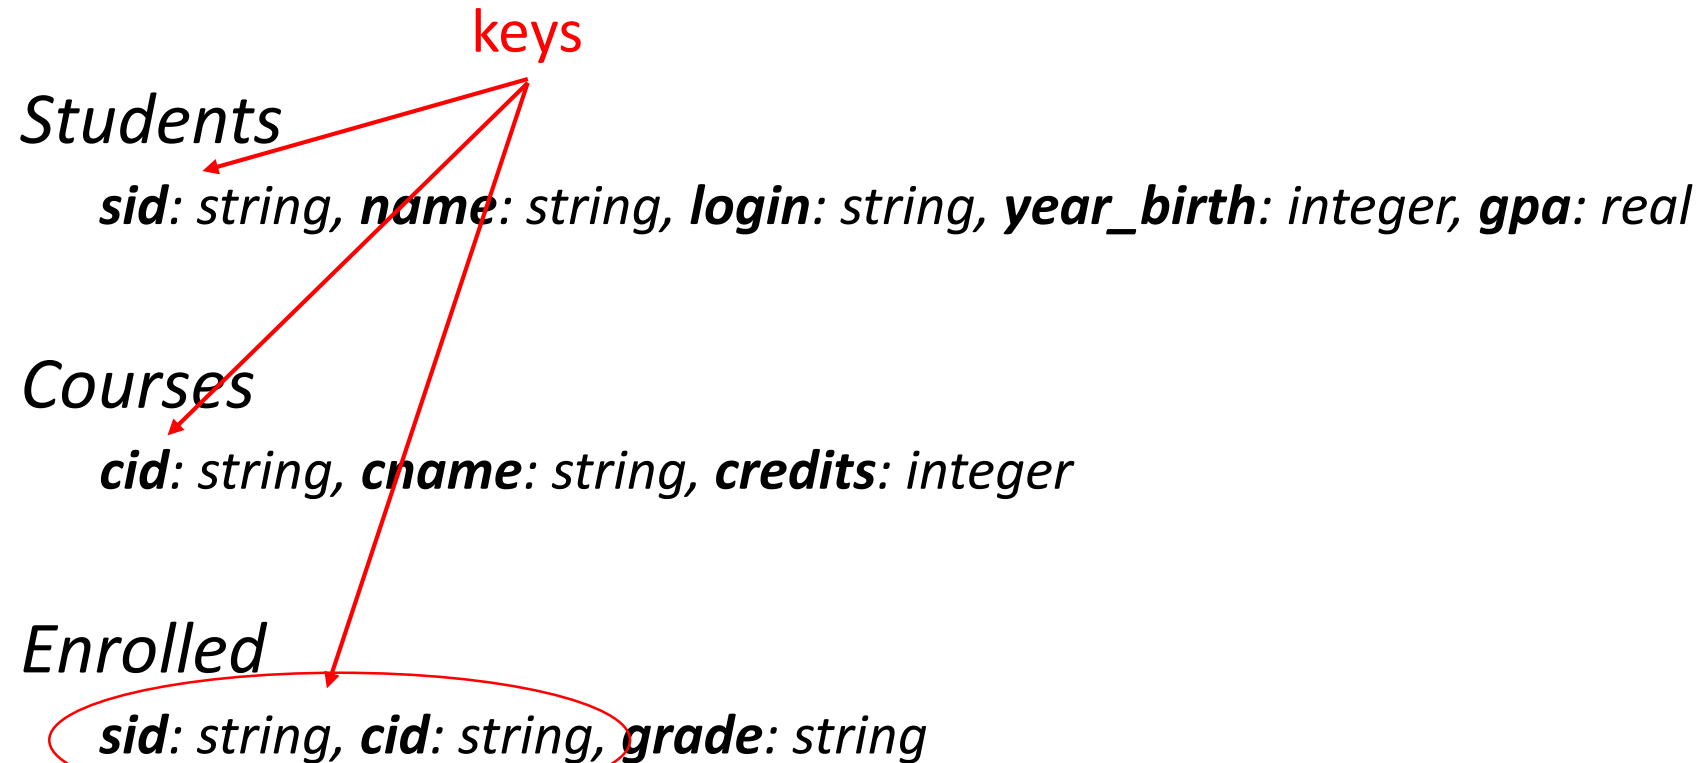 keys
Students
sid: string, name: string, login: string, year_birth: integer, gpa: real
Courses
cid: string, cname: string, credits: integer
Enrolled
sid: string, cid: string, grade: string